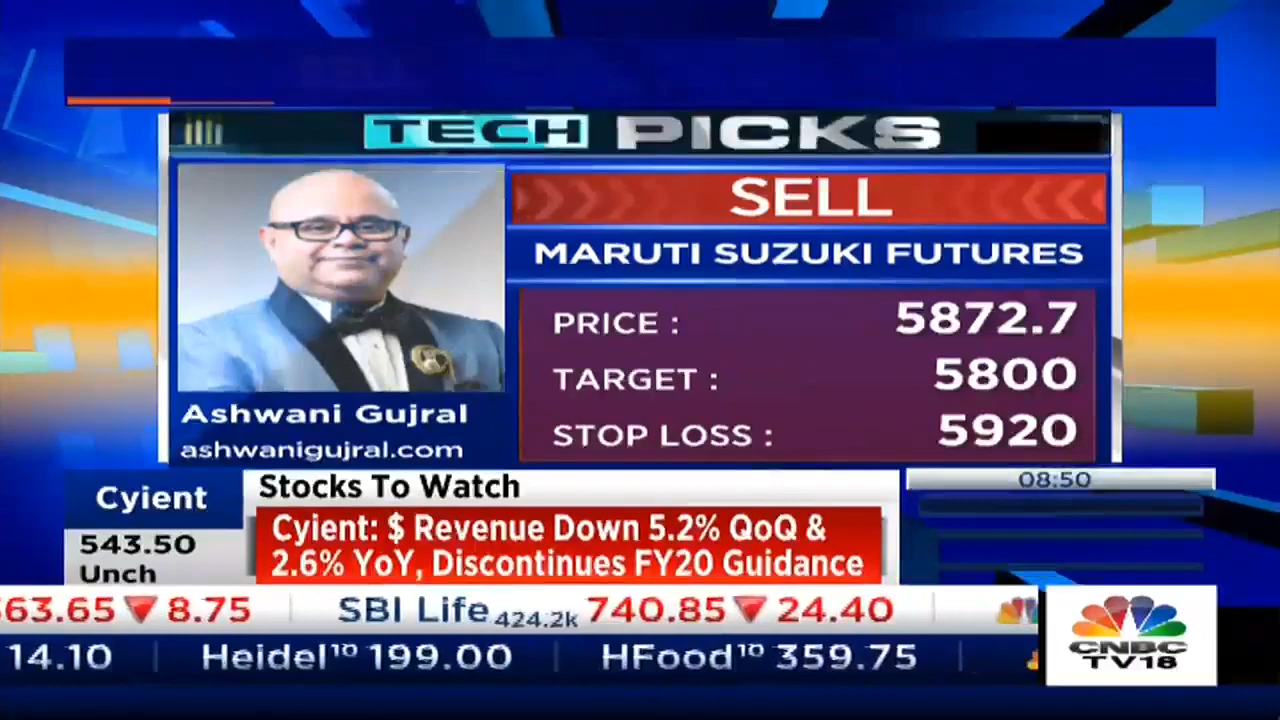 TECH PICKS
SELL
MARUTI SUZUKI FUTURES
PRICE : 5872.7
TARGET : 5800
STOP LOSS : 5920
Ashwani Gujral
ashwanigujral.com
Cyient
543.50
Unch
Stocks To Watch
Cyient: $ Revenue Down 5.2% QoQ &
2.6% YoY, Discontinues FY20 Guidance
08:50
63.65 ▼ 8.75 SBI Life 424.2k 740.85 ▼ 24.40
14.10 Heidel10 199.00 HFood10 359.75
CNBC
TV18